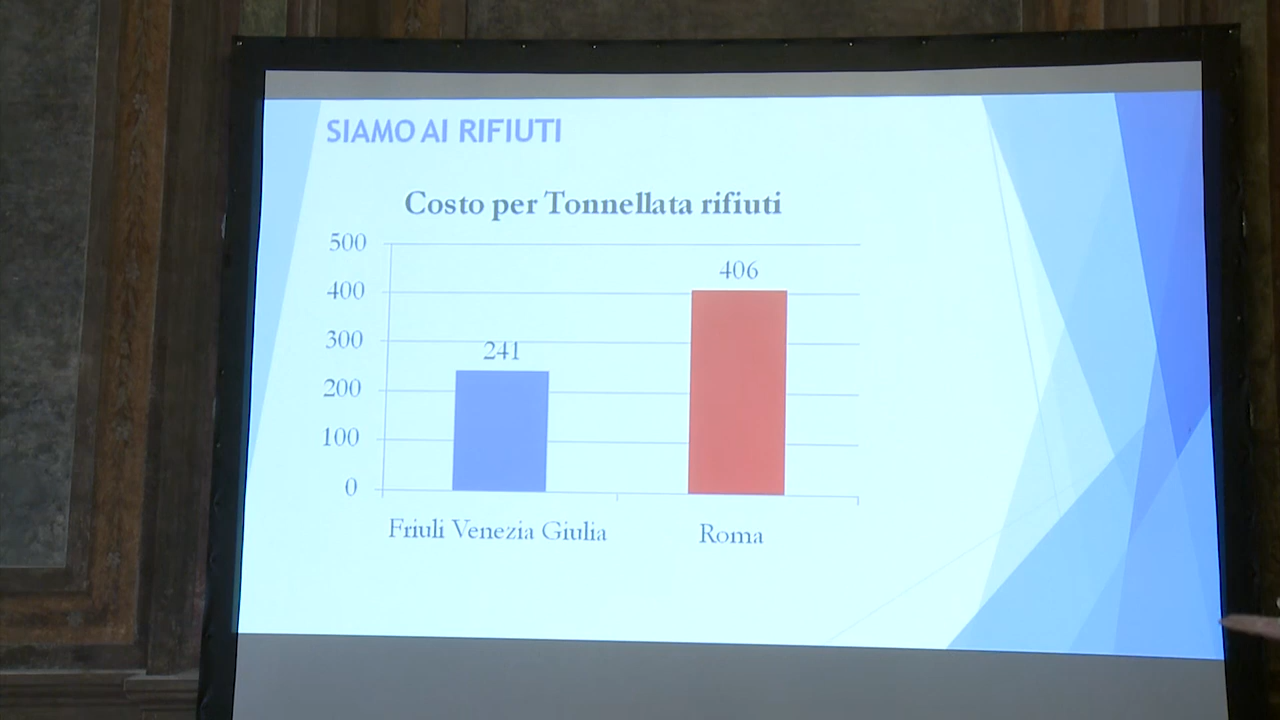 SIAMO AI RIFIUTI
Costo per Tonnellata rifiuti
500
400
300
200
100
0
241
406
Friuli Venezia Giulia
Roma